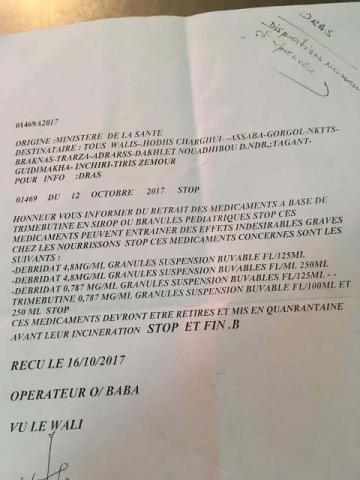 DRAS
01469A2017
ORIGINE :MINISTERE DE LA SANTE
DESTINATAIRE : TOUS WALIS-.HODHS CHARGHUI- -ASSABA-GORGOL-NKTTS-
BRAKNAS-TRARZA-ADRARSS-DAKHLET NOUADHIBOU D.NDB,;TAGANT-
GUIDIMAKHA- INCHIRI-TIRIS ZEMOUR
POUR INFO :DRAS
01469 DU 12 OCTOBRE 2017 STOP
HONNEUR VOUS INFORMER DU RETRAIT DES MEDICAMENTS A BASE DE
TRIMEBUTINE EN SIROP OU BRANULES PEDIATRIQUES STOP CES
MEDICAMENTS PEUVENT ENTRAINER DES EFFETS INDESIRABLES GRAVES
CHEZ LES NOURRISSONS STOP CES MEDICAMENTS CONCERNES SONT LES
SUIVANTS :
-DEBRIDAT 4,8MG/ML GRANULES SUSPENSION BUVABLE FL/125ML
-DEBRIDAT 4,8MG/ML GRANULES SUSPENSION BUVABLE FL/ML 250ML
-DEBRIDAT 0,787 MG/ML GRANULES SUSPENSION BUVABLES FL/125ML - -
TRIMEBUTINE 0,787 MG/ML GRANULES SUSPENSION BUVABLE FL/100ML ET
250 ML STOP
CES MEDICAMENTS DEVRONT ETRE RETIRES ET MIS EN QUANRANTAINE
AVANT LEUR INCINERATION STOP ET FIN .B
RECU LE 16/10/2017
OPERATEUR O/ BABA
VU LE WALI